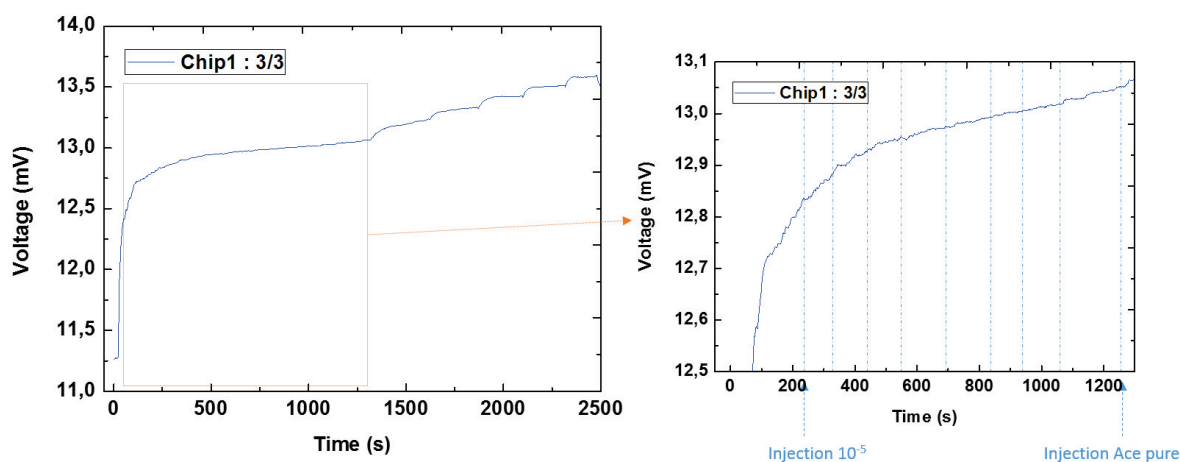 14,0
13,5
13,0
12,5
12,0
11,5
11,0
Voltage (mV)
Chip1 : 3/3
0 500 1000 1500 2000 2500
Time (s)
13,1
13,0
12,9
12,8
12,7
12,6
12,5
Voltage (mV)
Chip1 : 3/3
0 200 400 600 800 1000 1200
Time (s)
Injection 10⁻⁵
Injection Ace pure